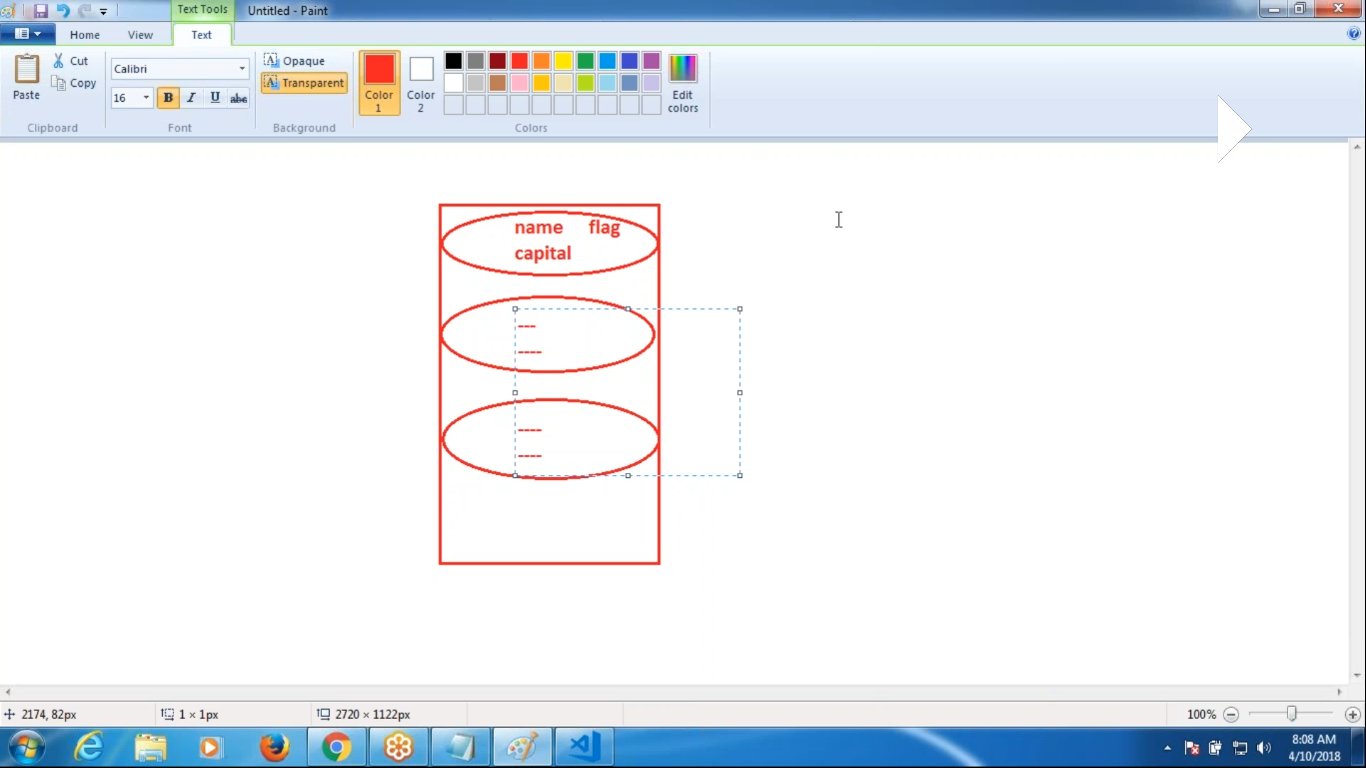 Text Tools
Untitled - Paint
Home
View
Text
Paste
Cut
Copy
Clipboard
Calibri
16
B
I
U
abc
Font
Opaque
Transparent
Background
Color
1
Color
2
Edit
colors
Colors
name flag
capital
---
----
----
----
2174, 82px
1 × 1px
2720 × 1122px
100%
8:08 AM
4/10/2018